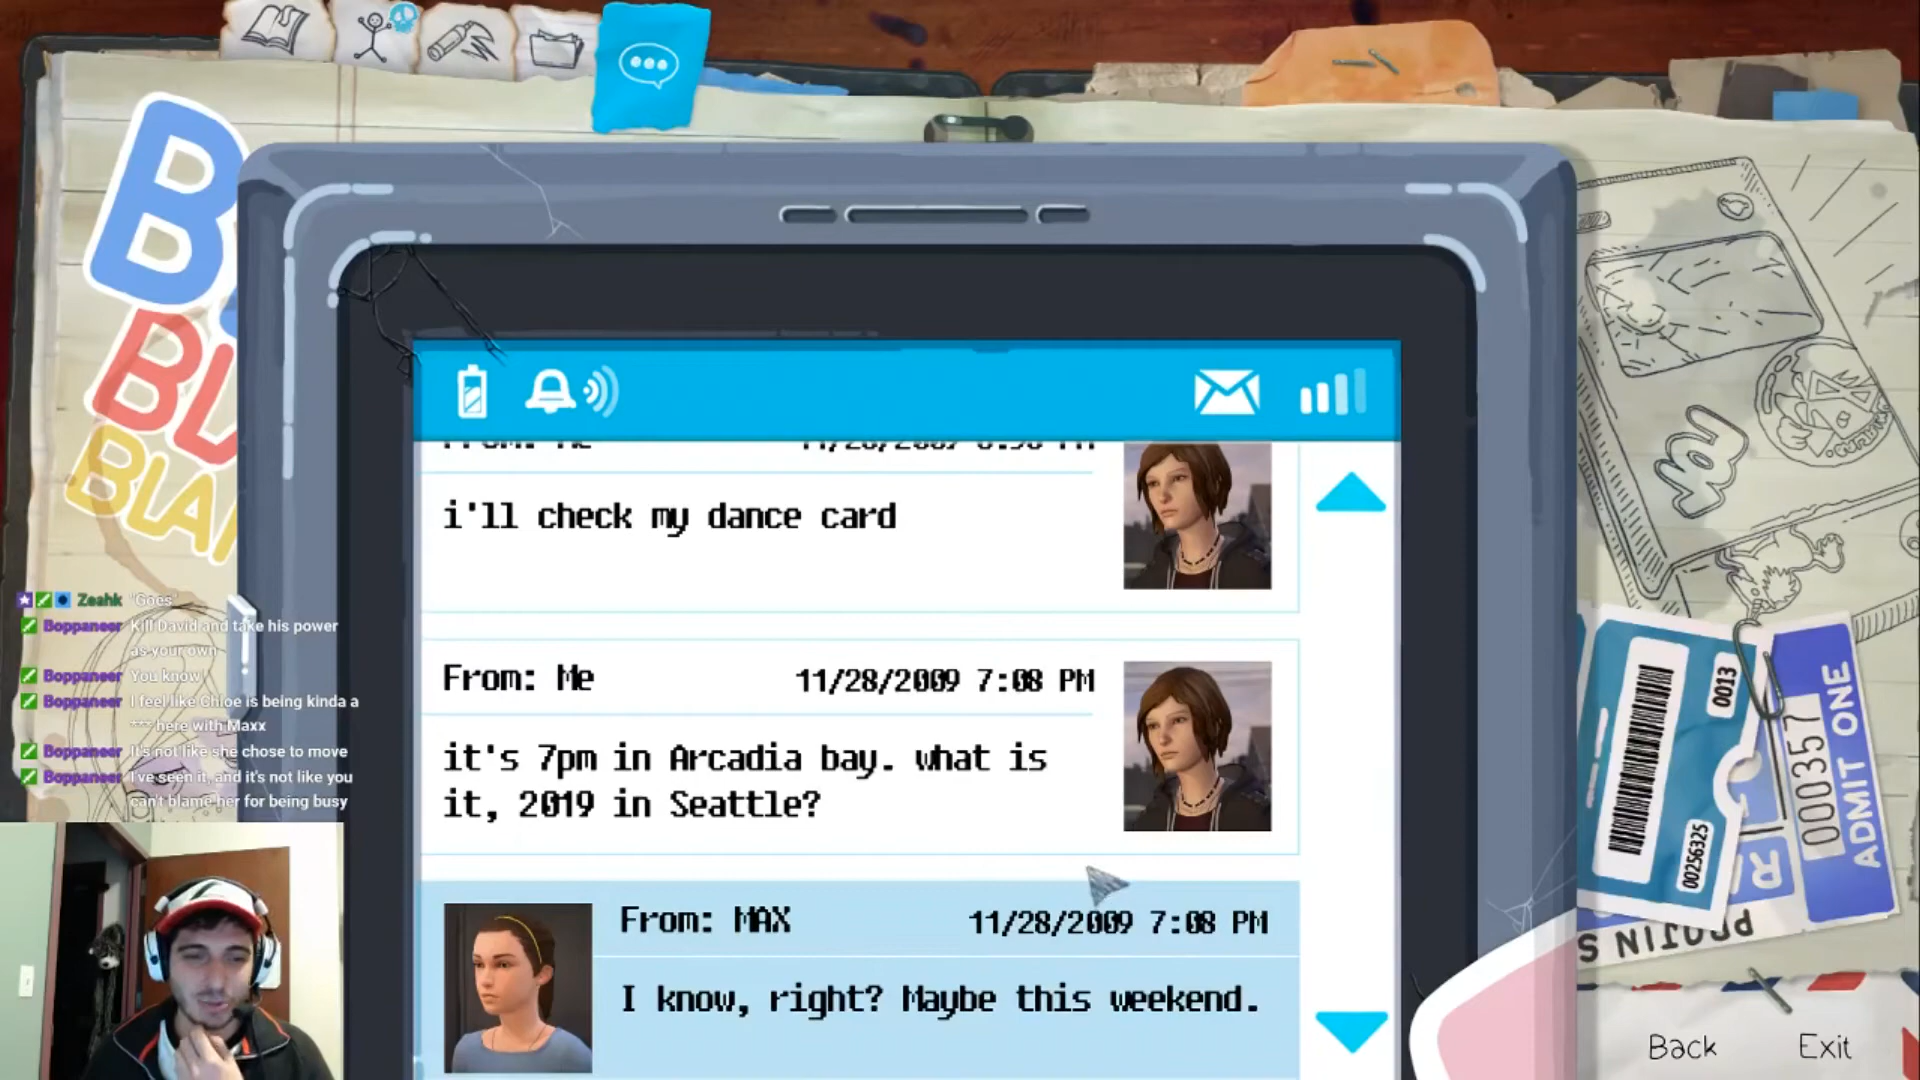 From: Me
i'll check my dance card
From: Me 11/28/2009 7:08 PM
it's 7pm in Arcadia bay. what is
it, 2019 in Seattle?
From: MAX 11/28/2009 7:08 PM
I know, right? Maybe this weekend.
Zeahk "Goes"
Boppaneer Kill David and take his power
as your own
Boppaneer You know
Boppaneer I feel like Chloe is being kinda a
*** here with Maxx
Boppaneer It's not like she chose to move
Boppaneer I've seen it, and it's not like you
can't blame her for being busy
0013
00256325
000357
ADMIT ONE
Back Exit